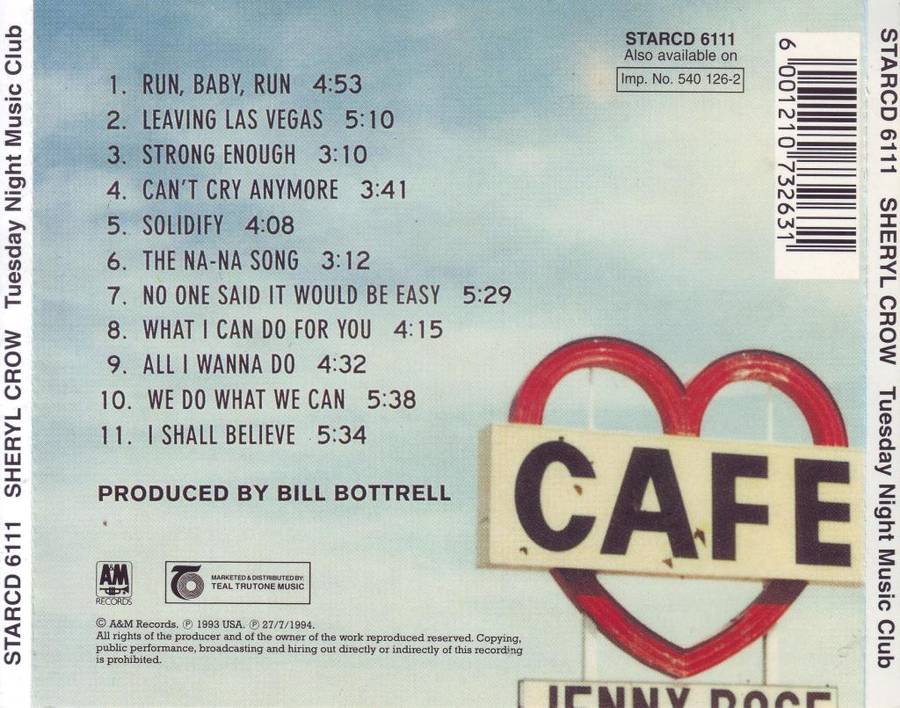 STARCD 6111 SHERYL CROW Tuesday Night Music Club
1. RUN, BABY, RUN 4:53
2. LEAVING LAS VEGAS 5:10
3. STRONG ENOUGH 3:10
4. CAN'T CRY ANYMORE 3:41
5. SOLIDIFY 4:08
6. THE NA-NA SONG 3:12
7. NO ONE SAID IT WOULD BE EASY 5:29
8. WHAT I CAN DO FOR YOU 4:15
9. ALL I WANNA DO 4:32
10. WE DO WHAT WE CAN 5:38
11. I SHALL BELIEVE 5:34
PRODUCED BY BILL BOTTRELL
STARCD 6111
Also available on
Imp. No. 540 126-2
6 001210 732631
CAFE
JENNY ROSE
A&M
RECORDS
MARKETED & DISTRIBUTED BY:
TEAL TRUTONE MUSIC
© A&M Records. ℗ 1993 USA. ℗ 27/7/1994.
All rights of the producer and of the owner of the work reproduced reserved. Copying,
public performance, broadcasting and hiring out directly or indirectly of this recording
is prohibited.
STARCD 6111 SHERYL CROW Tuesday Night Music Club